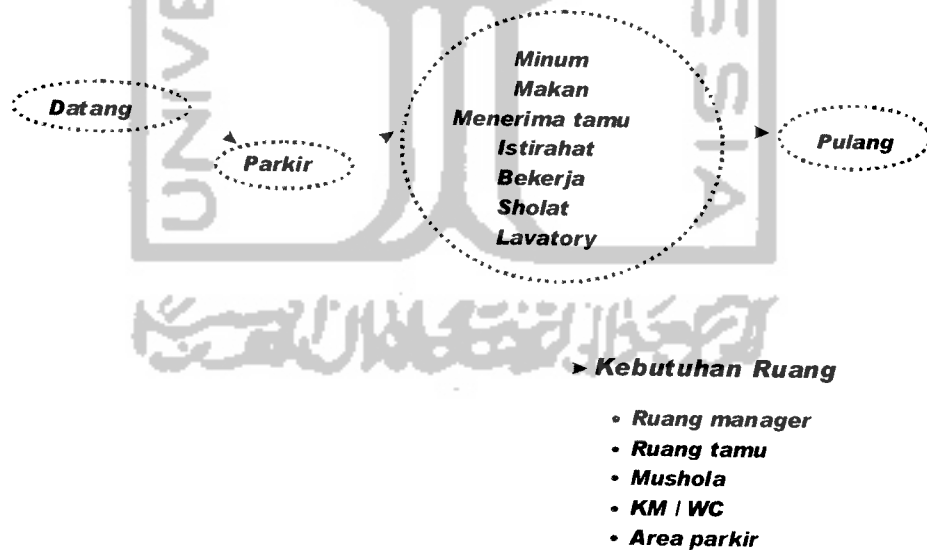 Datang
Parkir
Minum
Makan
Menerima tamu
Istirahat
Bekerja
Sholat
Lavatory
Pulang
➤ Kebutuhan Ruang
• Ruang manager
• Ruang tamu
• Mushola
• KM / WC
• Area parkir
UNIVE